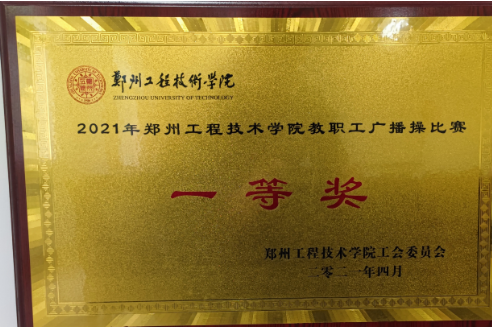 鄭州工程技術学院
ZHENGZHOU UNIVERSITY OF TECHNOLOGY
2021年郑州工程技术学院教职工广播操比赛
一等奖
郑州工程技术学院工会委员会
二零二一年四月